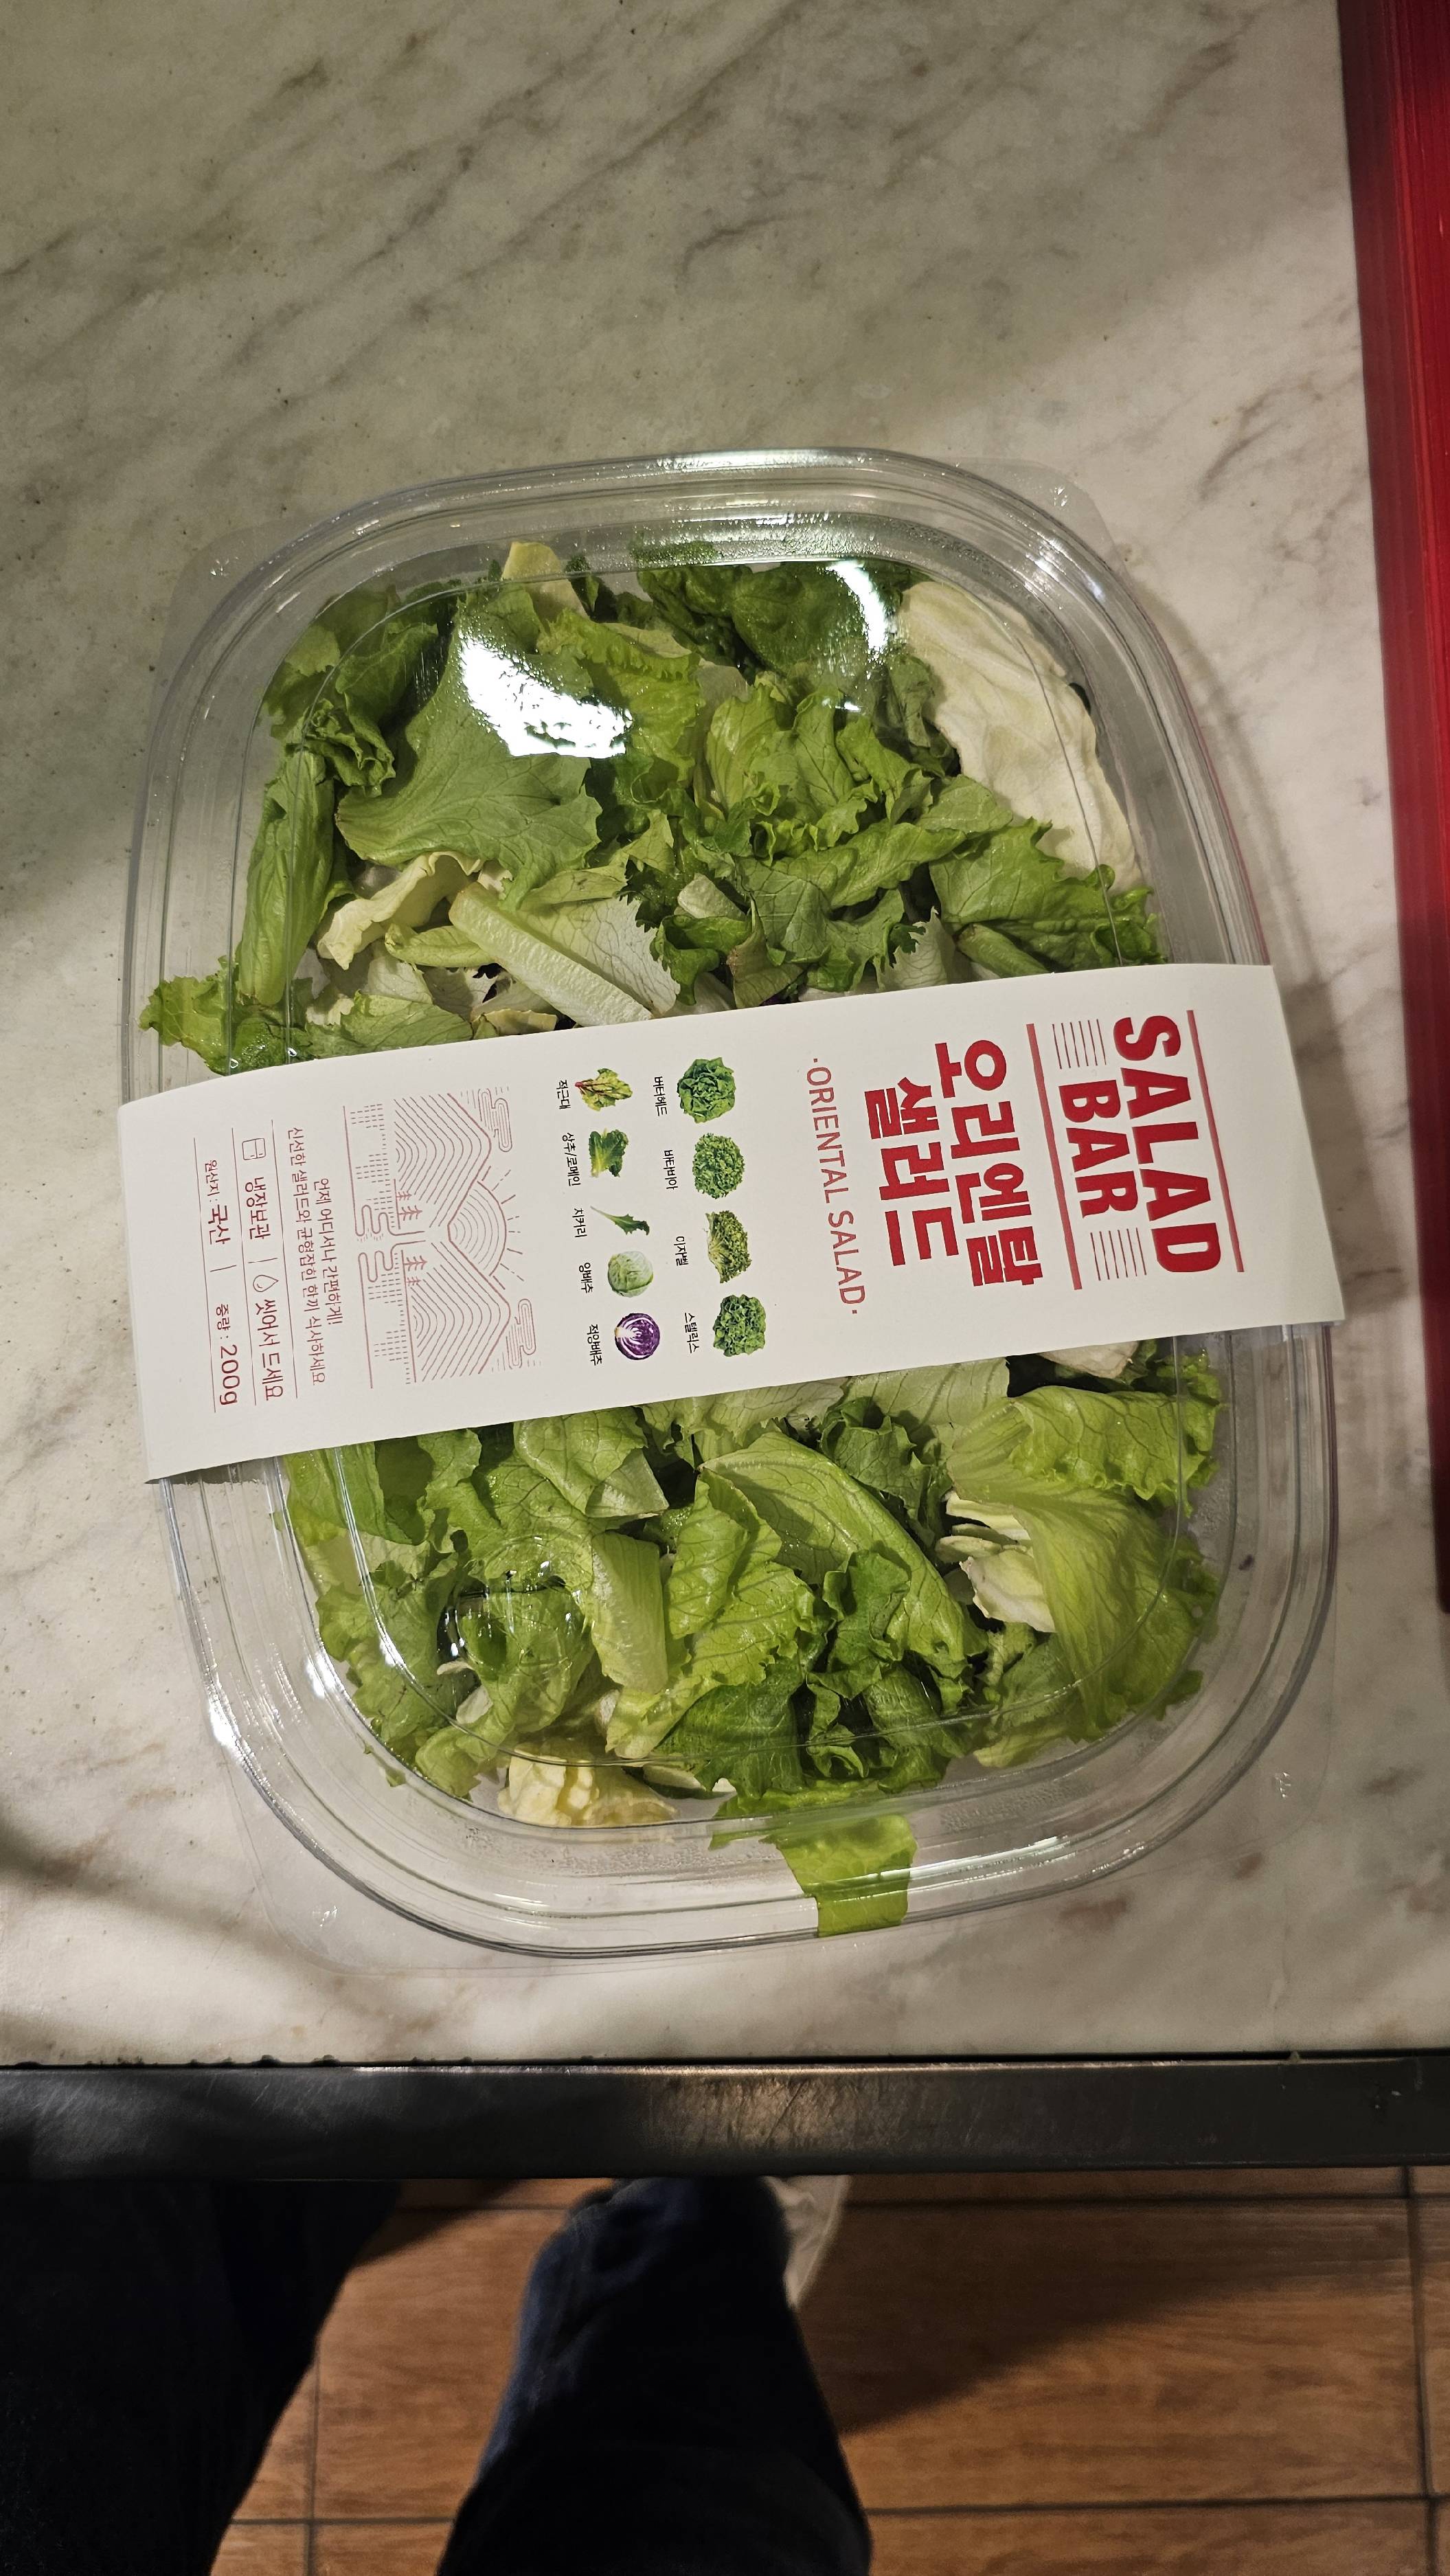 SALAD
BAR
오리엔탈
샐러드
·ORIENTAL SALAD·
버터헤드
바타비아
이자벨
스탤릭스
적근대
상추/로메인
치커리
양배추
적양배추
언제 어디서나 간편하게!
신선한 샐러드와 균형잡힌 한끼 식사하세요
냉장보관 | 씻어서 드세요
원산지 : 국산 | 중량 : 200g